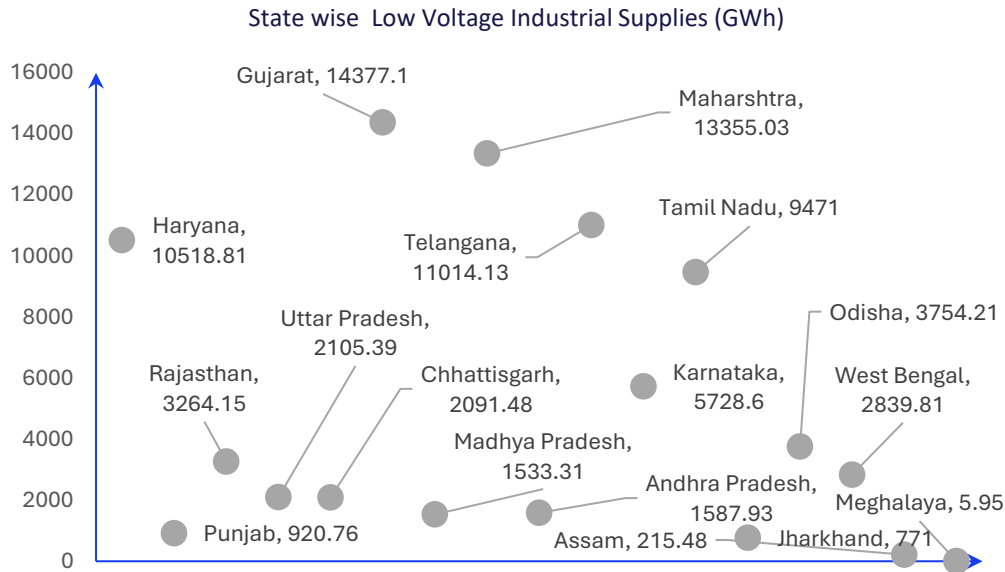 State wise  Low Voltage Industrial Supplies (GWh)
16000
14000
12000
10000
8000
6000
4000
2000
0
Gujarat, 14377.1
Maharshtra,
13355.03
Tamil Nadu, 9471
Haryana,
10518.81
Telangana,
11014.13
Uttar Pradesh,
2105.39
Odisha, 3754.21
Rajasthan,
3264.15
Chhattisgarh,
2091.48
Karnataka,
5728.6
West Bengal,
2839.81
Madhya Pradesh,
1533.31
Andhra Pradesh,
1587.93
Meghalaya, 5.95
Punjab, 920.76
Assam, 215.48
Jharkhand, 771